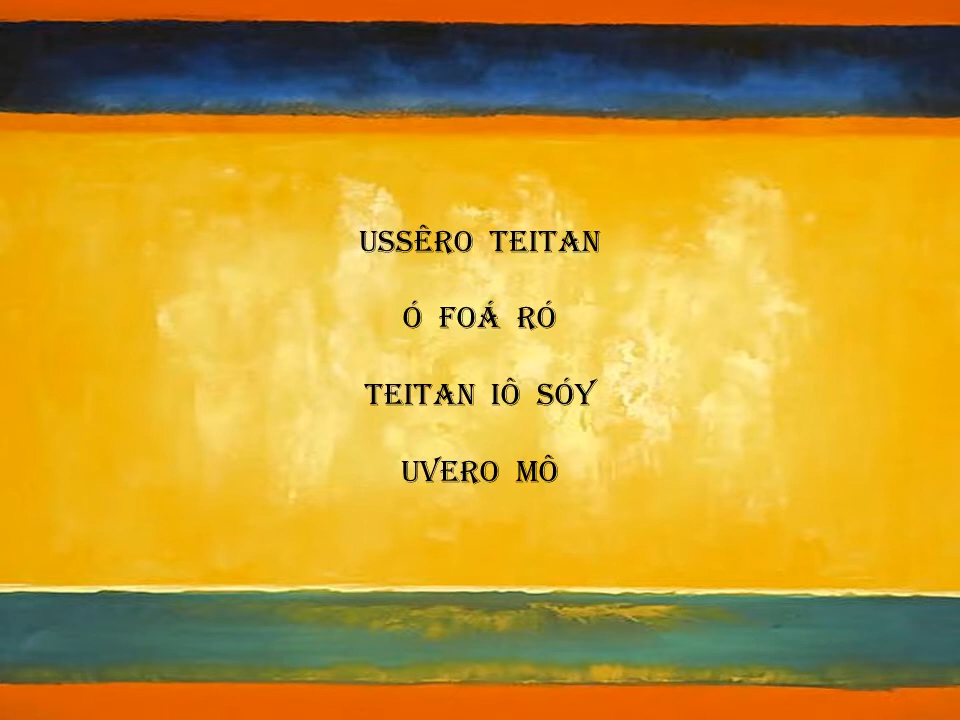 USSÊRO TEITAN
Ó FOÁ RÓ
TEITAN IÔ SÓY
UVERO MÔ